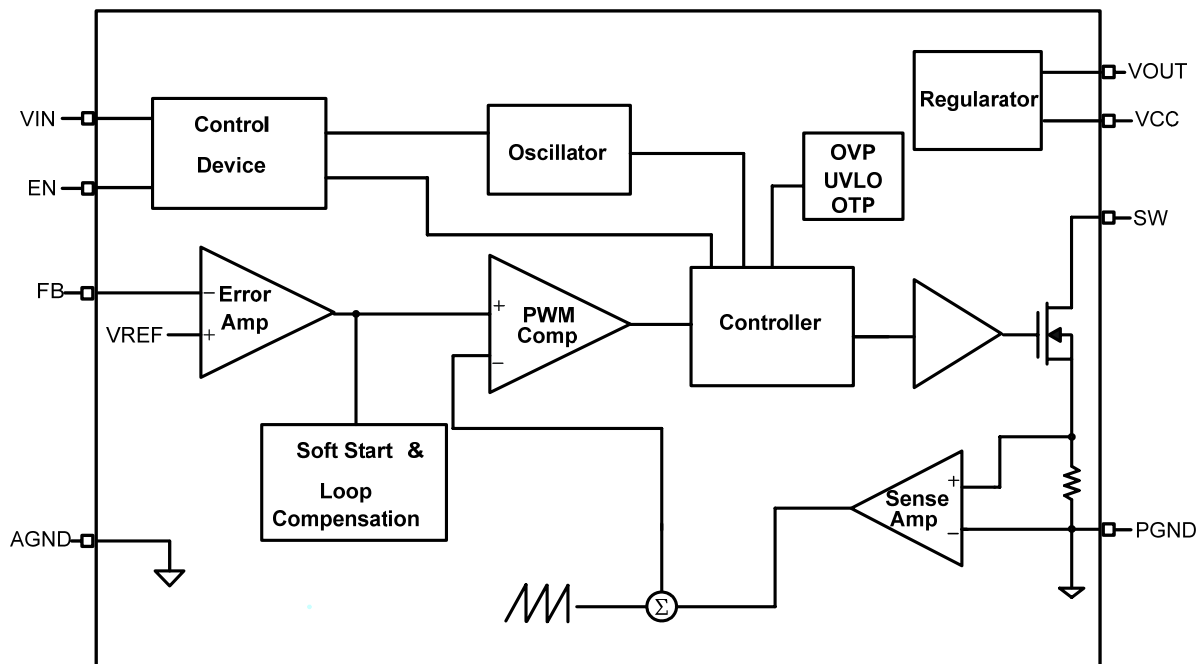 VIN
EN
FB
VREF
AGND
Control
Device
Oscillator
OVP
UVLO
OTP
Regularator
VOUT
VCC
SW
PGND
−
+
Error
Amp
+
−
PWM
Comp
Controller
Soft Start &
Loop
Compensation
+
−
Sense
Amp
Σ